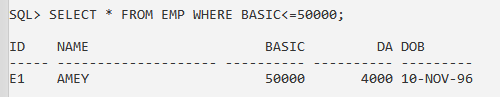 SQL> SELECT * FROM EMP WHERE BASIC<=50000;
ID    NAME                      BASIC         DA DOB
----- -------------------- ---------- ---------- ---------
E1    AMEY                      50000       4000 10-NOV-96